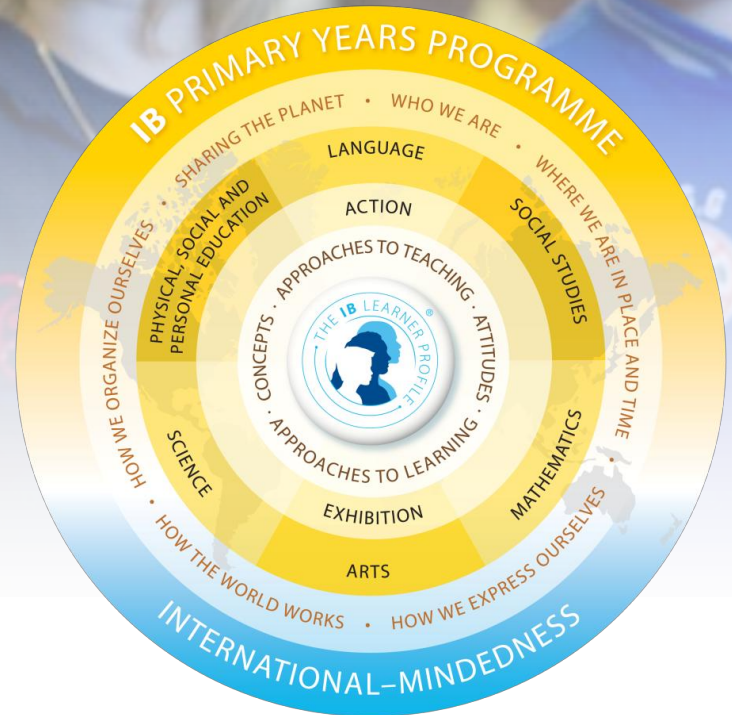 IB PRIMARY YEARS PROGRAMME
SHARING THE PLANET • WHO WE ARE • WHERE WE ARE IN PLACE AND TIME • HOW WE EXPRESS OURSELVES • HOW THE WORLD WORKS • HOW WE ORGANIZE OURSELVES •
LANGUAGE
SOCIAL STUDIES
MATHEMATICS
ARTS
SCIENCE
PHYSICAL, SOCIAL AND
PERSONAL EDUCATION
ACTION
EXHIBITION
APPROACHES TO TEACHING · ATTITUDES · APPROACHES TO LEARNING · CONCEPTS ·
• THE IB LEARNER PROFILE • ®
INTERNATIONAL–MINDEDNESS